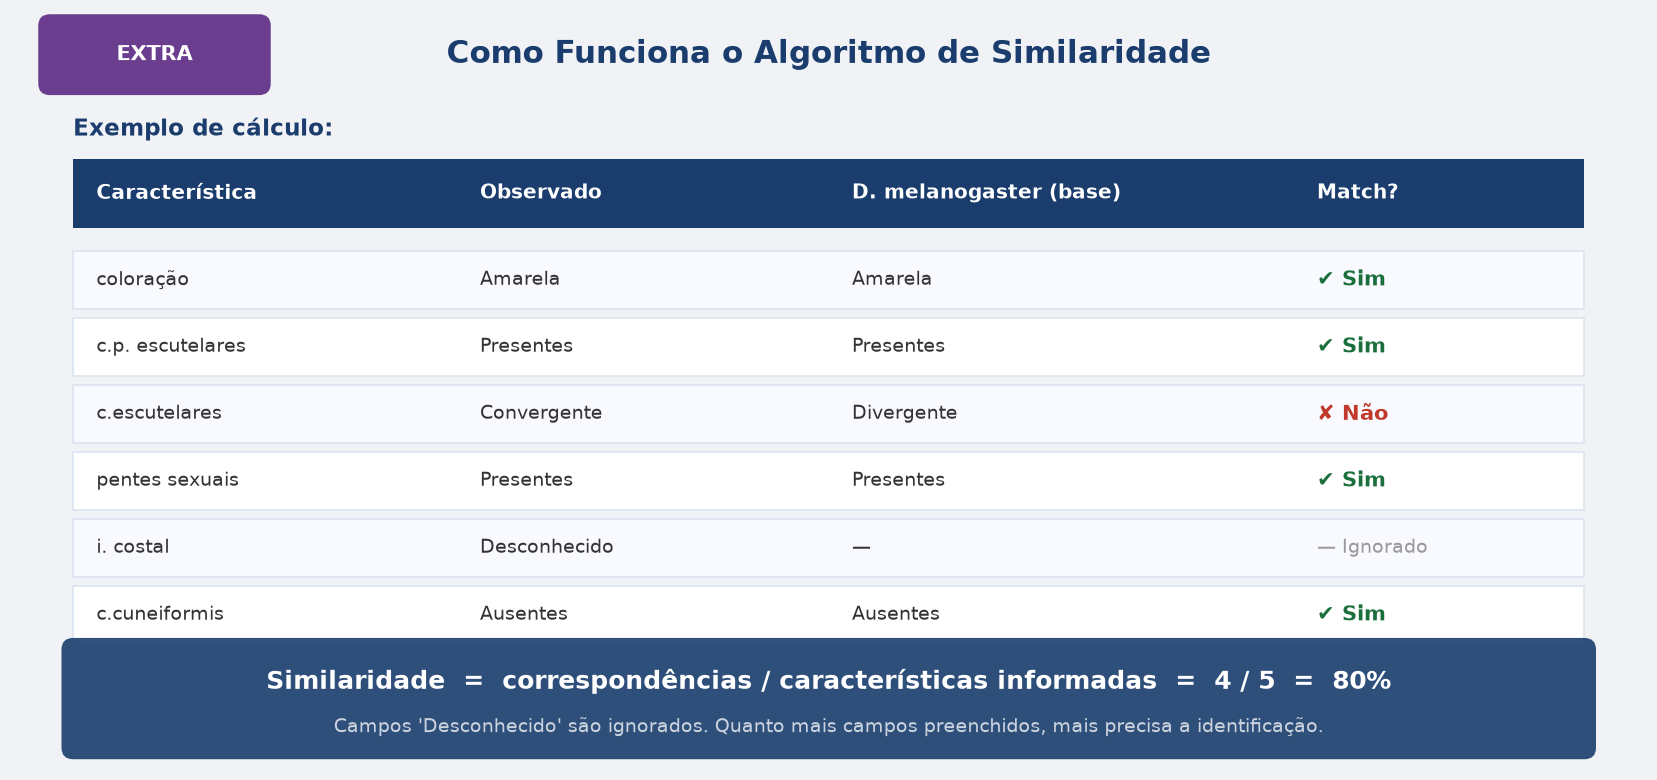 EXTRA
Como Funciona o Algoritmo de Similaridade
Exemplo de cálculo:
Característica Observado D. melanogaster (base) Match?
coloração Amarela Amarela ✔ Sim
c.p. escutelares Presentes Presentes ✔ Sim
c.escutelares Convergente Divergente ✘ Não
pentes sexuais Presentes Presentes ✔ Sim
i. costal Desconhecido — — Ignorado
c.cuneiformis Ausentes Ausentes ✔ Sim
Similaridade = correspondências / características informadas = 4 / 5 = 80%
Campos 'Desconhecido' são ignorados. Quanto mais campos preenchidos, mais precisa a identificação.